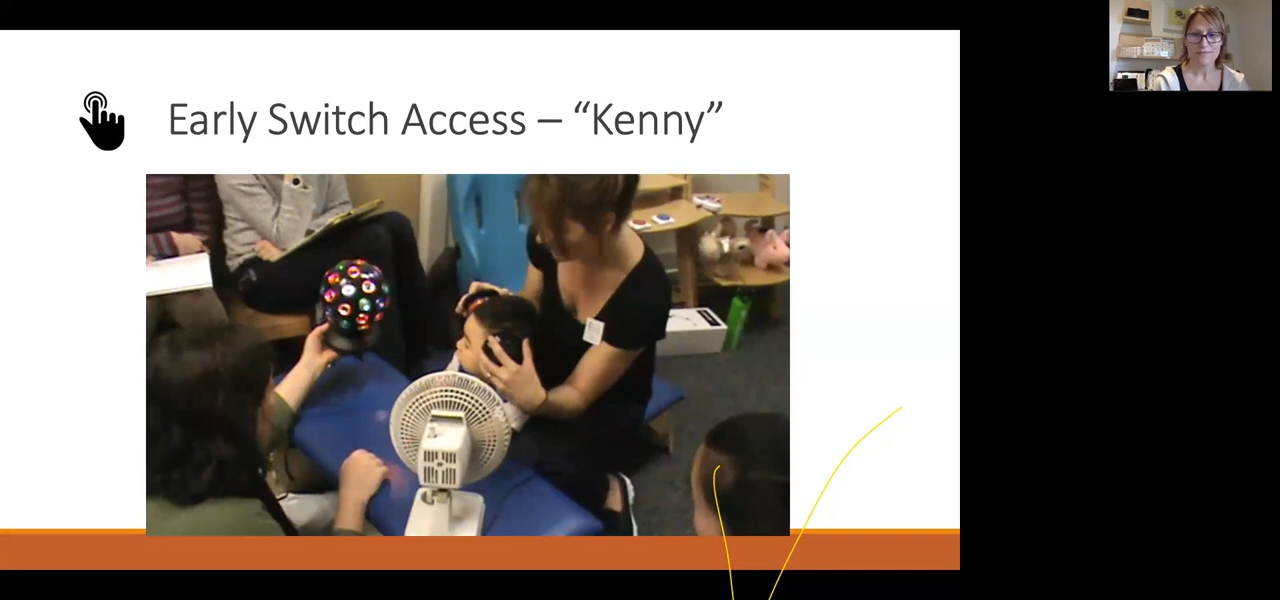 Early Switch Access – “Kenny”